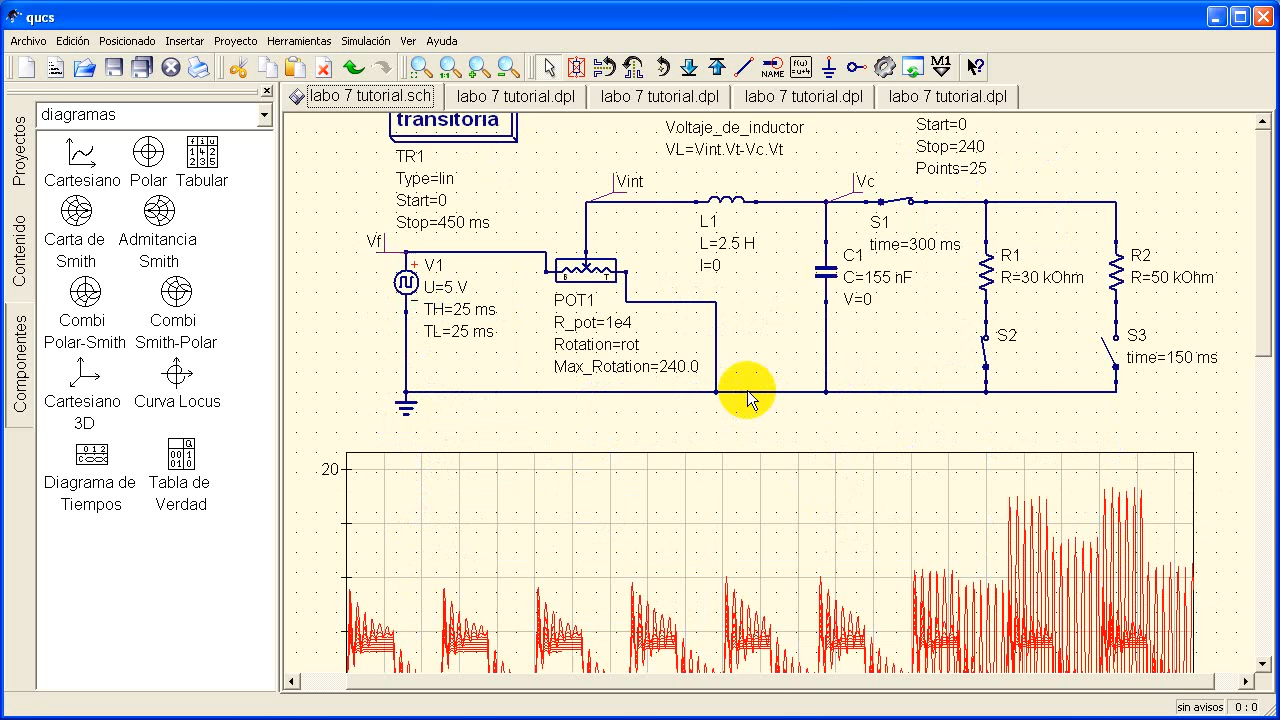 qucs
Archivo Edición Posicionado Insertar Proyecto Herramientas Simulación Ver Ayuda
1:1
NAME
f(u)
=u+4
M1
labo 7 tutorial.sch
labo 7 tutorial.dpl
labo 7 tutorial.dpl
labo 7 tutorial.dpl
labo 7 tutorial.dpl
Proyectos
Contenido
Componentes
diagramas
Cartesiano Polar Tabular
Carta de Smith
Admitancia Smith
Combi Polar-Smith
Combi Smith-Polar
Cartesiano 3D
Curva Locus
Diagrama de Tiempos
Tabla de Verdad
transitoria
TR1
Type=lin
Start=0
Stop=450 ms
Voltaje_de_inductor
VL=Vint.Vt-Vc.Vt
Start=0
Stop=240
Points=25
Vint
Vc
Vf
V1
U=5 V
TH=25 ms
TL=25 ms
B T
POT1
R_pot=1e4
Rotation=rot
Max_Rotation=240.0
L1
L=2.5 H
I=0
C1
C=155 nF
V=0
S1
time=300 ms
R1
R=30 kOhm
R2
R=50 kOhm
S2
S3
time=150 ms
20
sin avisos
0 : 0